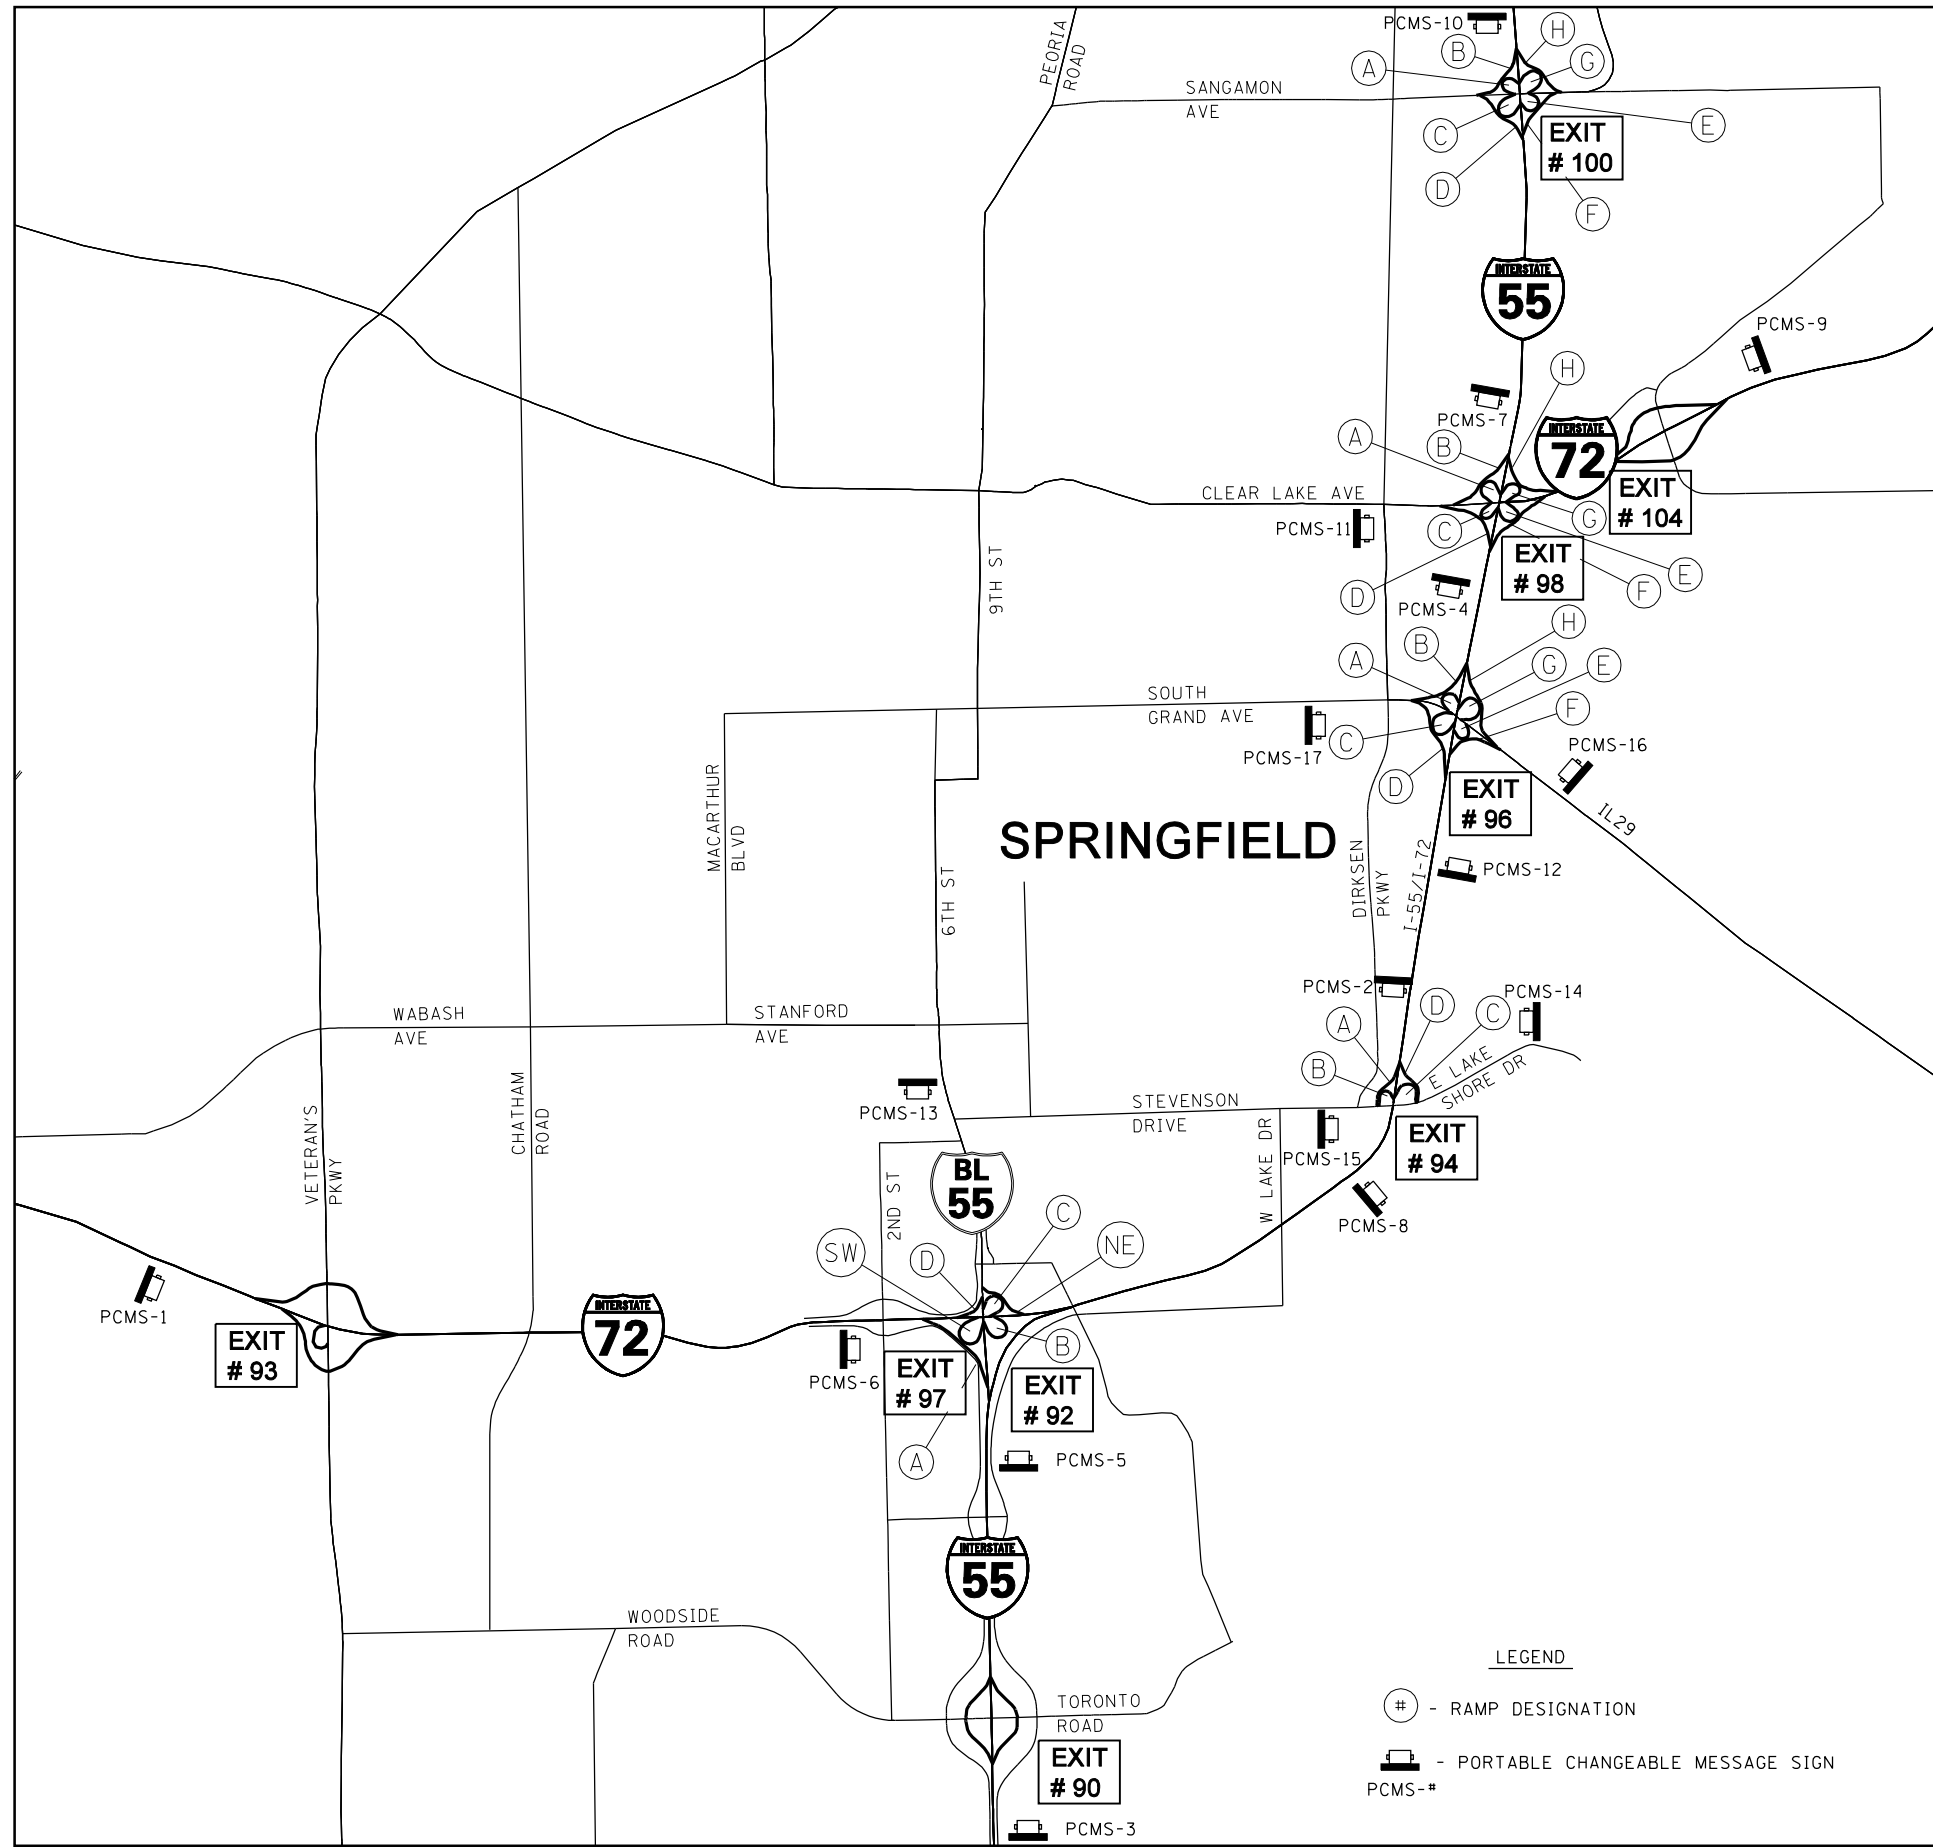 PCMS-10
H
B
G
A
PEORIA
ROAD
SANGAMON
AVE
C
E
EXIT
# 100
D
F
INTERSTATE
55
PCMS-9
H
PCMS-7
A
B
INTERSTATE
72
CLEAR LAKE AVE
EXIT
# 104
G
PCMS-11
C
9TH ST
EXIT
# 98
E
F
D
PCMS-4
H
B
A
G
E
SOUTH
GRAND AVE
F
C
PCMS-17
PCMS-16
D
EXIT
# 96
MACARTHUR
BLVD
SPRINGFIELD
IL29
DIRKSEN
PKWY
I-55/I-72
PCMS-12
6TH ST
PCMS-2
PCMS-14
D
C
A
WABASH
AVE
STANFORD
AVE
B
E LAKE
SHORE DR
CHATHAM
ROAD
PCMS-13
STEVENSON
DRIVE
EXIT
# 94
VETERAN'S
PKWY
W LAKE DR
PCMS-15
BL
55
2ND ST
PCMS-8
C
SW
D
NE
PCMS-1
INTERSTATE
72
EXIT
# 93
B
PCMS-6
EXIT
# 97
EXIT
# 92
A
PCMS-5
INTERSTATE
55
WOODSIDE
ROAD
TORONTO
ROAD
EXIT
# 90
PCMS-3
LEGEND
# - RAMP DESIGNATION
- PORTABLE CHANGEABLE MESSAGE SIGN
PCMS-#